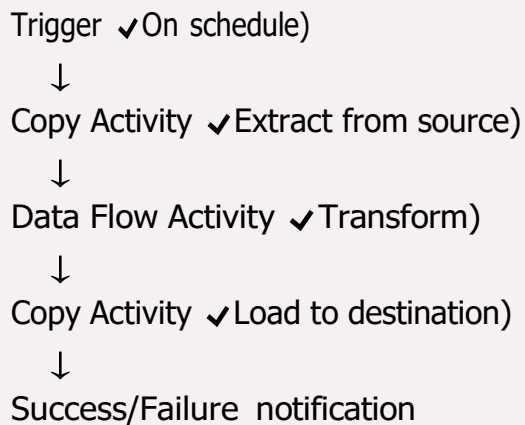 Trigger ✓On schedule)
↓
Copy Activity ✓Extract from source)
↓
Data Flow Activity ✓Transform)
↓
Copy Activity ✓Load to destination)
↓
Success/Failure notification